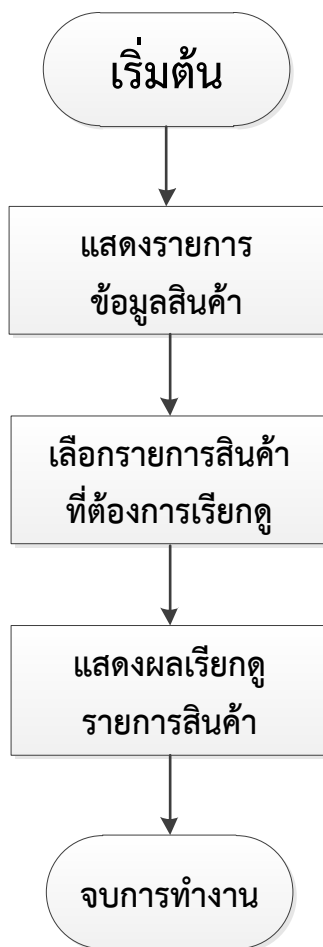 เริ่มต้น
แสดงรายการ
ข้อมูลสินค้า
เลือกรายการสินค้า
ที่ต้องการเรียกดู
แสดงผลเรียกดู
รายการสินค้า
จบการทำงาน